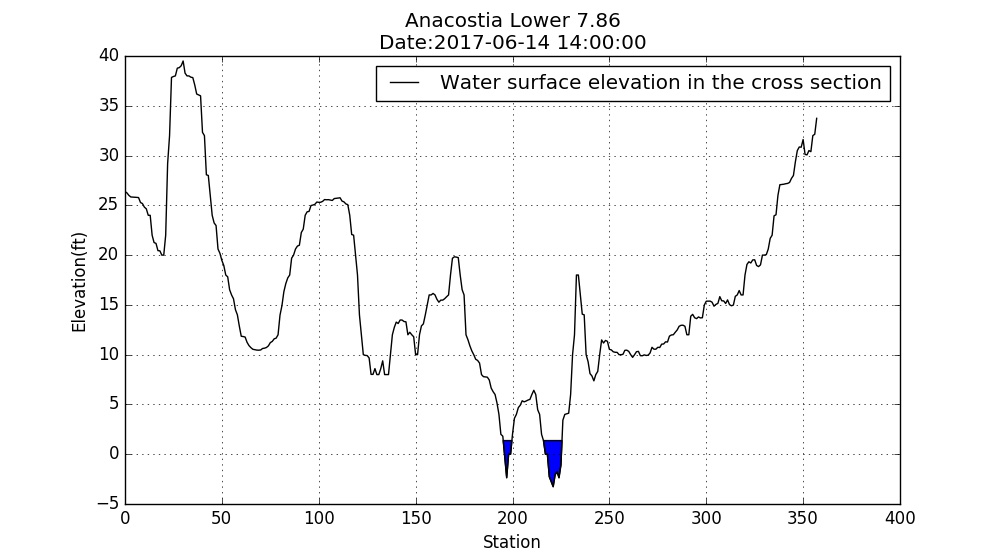 Anacostia Lower 7.86
Date:2017-06-14 14:00:00
Water surface elevation in the cross section
40
35
30
25
20
15
10
5
0
−5
Elevation(ft)
0 50 100 150 200 250 300 350 400
Station